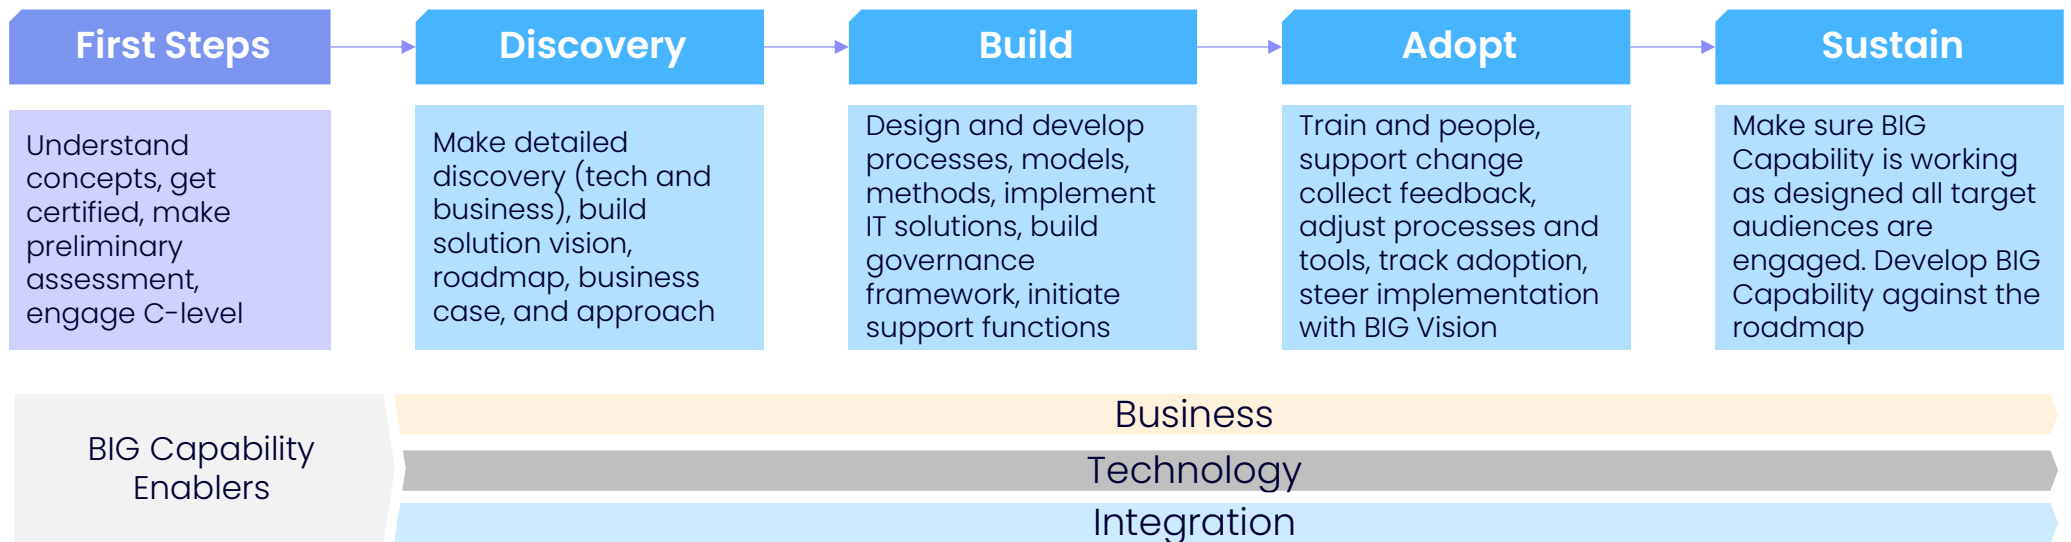 First Steps
Discovery
Build
Adopt
Sustain
Understand
concepts, get
certified, make
preliminary
assessment,
engage C-level
Make detailed
discovery (tech and
business), build
solution vision,
roadmap, business
case, and approach
Design and develop
processes, models,
methods, implement
IT solutions, build
governance
framework, initiate
support functions
Train and people,
support change
collect feedback,
adjust processes and
tools, track adoption,
steer implementation
with BIG Vision
Make sure BIG
Capability is working
as designed all target
audiences are
engaged. Develop BIG
Capability against the
roadmap
BIG Capability
Enablers
Business
Technology
Integration